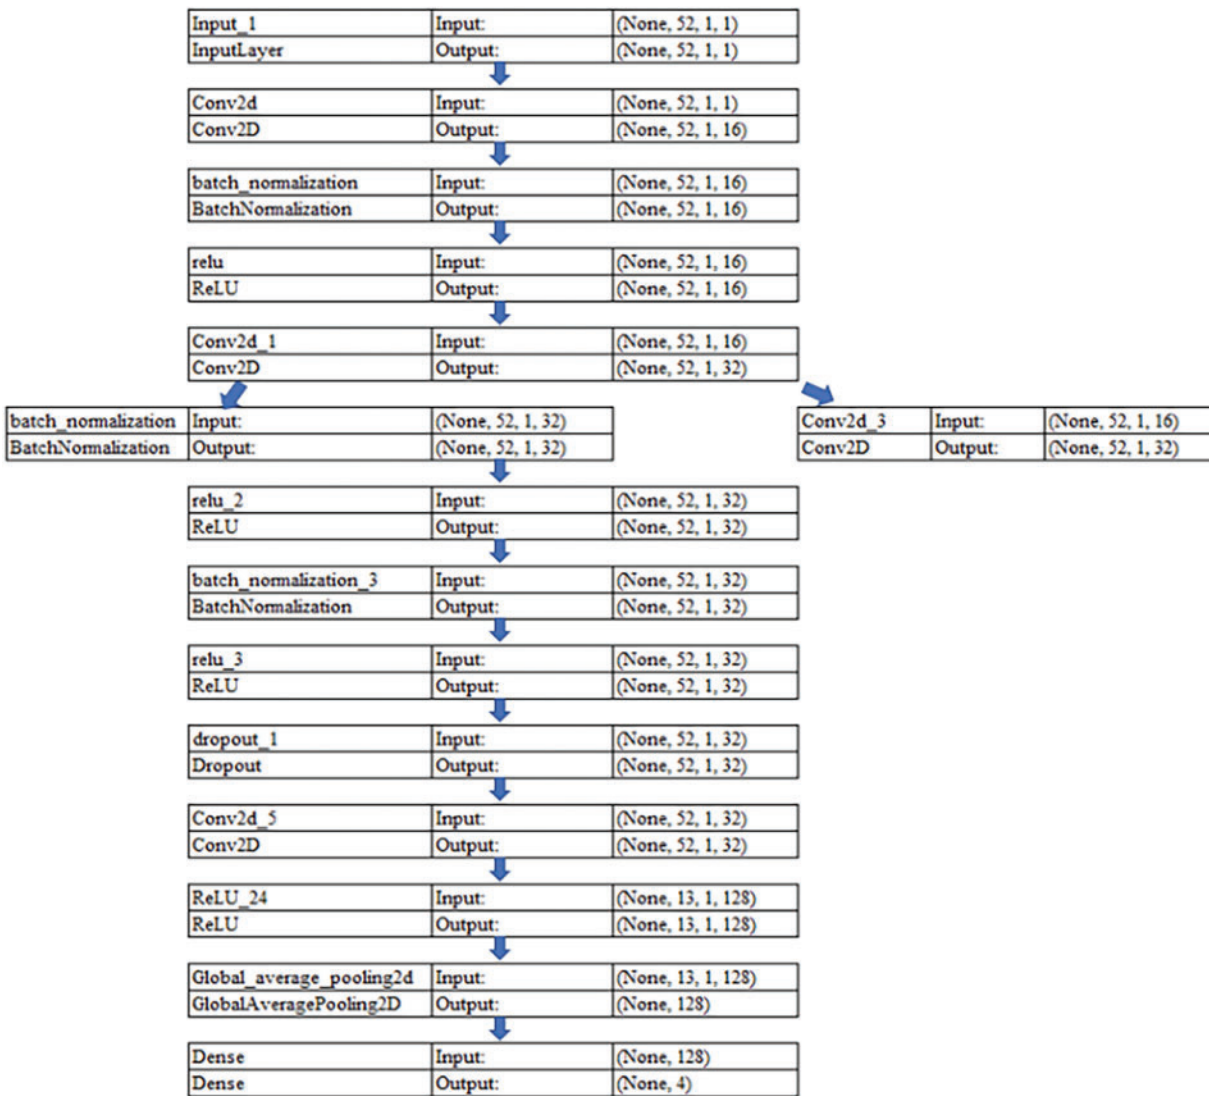 Input_1 Input: (None, 52, 1, 1)
InputLayer Output: (None, 52, 1, 1)
Conv2d Input: (None, 52, 1, 1)
Conv2D Output: (None, 52, 1, 16)
batch_normalization Input: (None, 52, 1, 16)
BatchNormalization Output: (None, 52, 1, 16)
relu Input: (None, 52, 1, 16)
ReLU Output: (None, 52, 1, 16)
Conv2d_1 Input: (None, 52, 1, 16)
Conv2D Output: (None, 52, 1, 32)
batch_normalization Input: (None, 52, 1, 32)
BatchNormalization Output: (None, 52, 1, 32)
Conv2d_3 Input: (None, 52, 1, 16)
Conv2D Output: (None, 52, 1, 32)
relu_2 Input: (None, 52, 1, 32)
ReLU Output: (None, 52, 1, 32)
batch_normalization_3 Input: (None, 52, 1, 32)
BatchNormalization Output: (None, 52, 1, 32)
relu_3 Input: (None, 52, 1, 32)
ReLU Output: (None, 52, 1, 32)
dropout_1 Input: (None, 52, 1, 32)
Dropout Output: (None, 52, 1, 32)
Conv2d_5 Input: (None, 52, 1, 32)
Conv2D Output: (None, 52, 1, 32)
ReLU_24 Input: (None, 13, 1, 128)
ReLU Output: (None, 13, 1, 128)
Global_average_pooling2d Input: (None, 13, 1, 128)
GlobalAveragePooling2D Output: (None, 128)
Dense Input: (None, 128)
Dense Output: (None, 4)